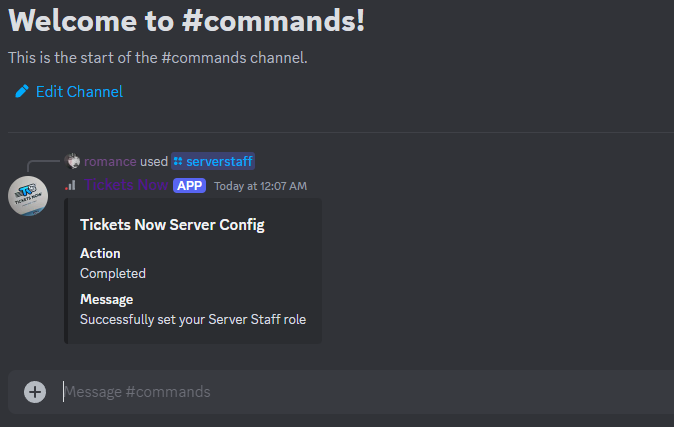 Welcome to #commands!
This is the start of the #commands channel.
Edit Channel
romance used serverstaff
Tickets Now APP Today at 12:07 AM
Tickets Now Server Config
Action
Completed
Message
Successfully set your Server Staff role
TICKETS NOW
Message #commands